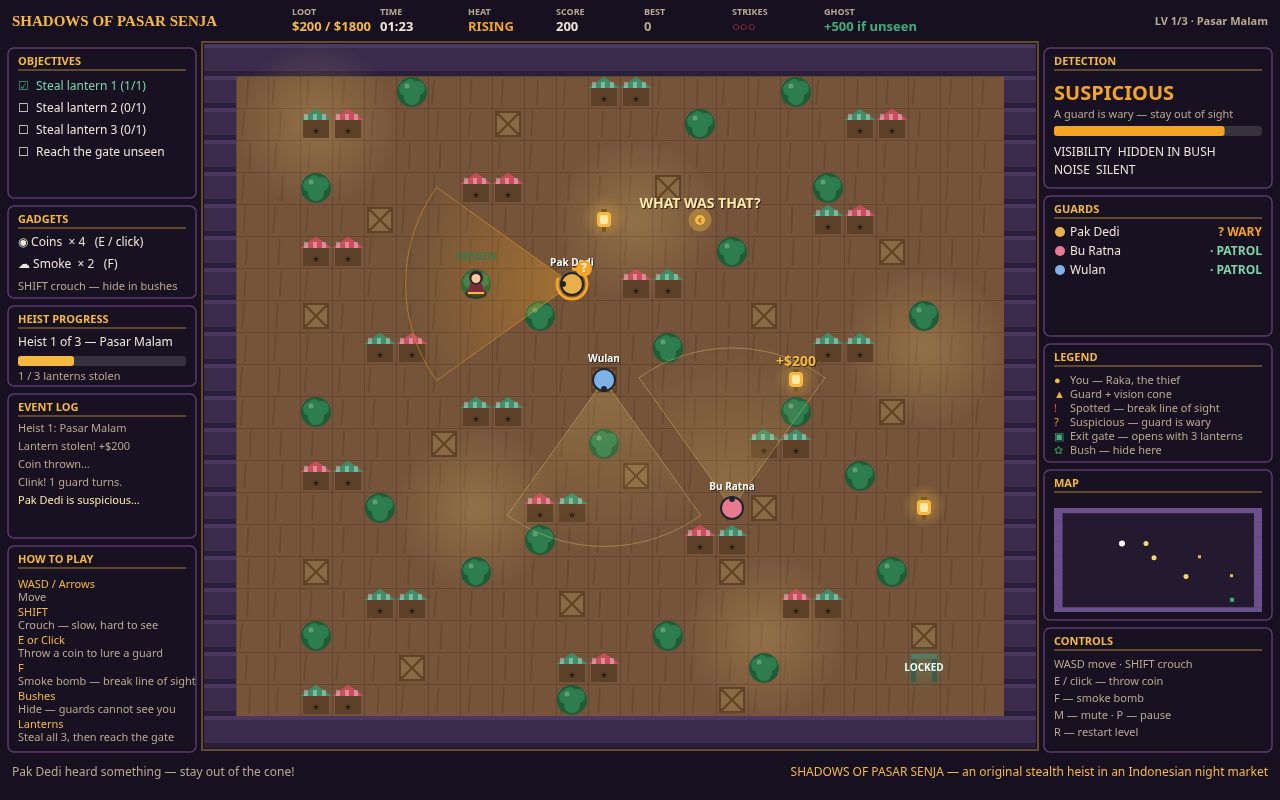 SHADOWS OF PASAR SENJA
LOOT
$200 / $1800
TIME
01:23
HEAT
RISING
SCORE
200
BEST
0
STRIKES
○○○
GHOST
+500 if unseen
LV 1/3 · Pasar Malam
OBJECTIVES
☑ Steal lantern 1 (1/1)
☐ Steal lantern 2 (0/1)
☐ Steal lantern 3 (0/1)
☐ Reach the gate unseen
GADGETS
◉ Coins × 4 (E / click)
☁ Smoke × 2 (F)
SHIFT crouch — hide in bushes
HEIST PROGRESS
Heist 1 of 3 — Pasar Malam
1 / 3 lanterns stolen
EVENT LOG
Heist 1: Pasar Malam
Lantern stolen! +$200
Coin thrown...
Clink! 1 guard turns.
Pak Dedi is suspicious...
HOW TO PLAY
WASD / Arrows
Move
SHIFT
Crouch — slow, hard to see
E or Click
Throw a coin to lure a guard
F
Smoke bomb — break line of sight
Bushes
Hide — guards cannot see you
Lanterns
Steal all 3, then reach the gate
WHAT WAS THAT?
HIDDEN
Pak Dedi
?
Wulan
+$200
Bu Ratna
LOCKED
DETECTION
SUSPICIOUS
A guard is wary — stay out of sight
VISIBILITY HIDDEN IN BUSH
NOISE SILENT
GUARDS
Pak Dedi ? WARY
Bu Ratna · PATROL
Wulan · PATROL
LEGEND
● You — Raka, the thief
▲ Guard + vision cone
! Spotted — break line of sight
? Suspicious — guard is wary
▣ Exit gate — opens with 3 lanterns
✿ Bush — hide here
MAP
CONTROLS
WASD move · SHIFT crouch
E / click — throw coin
F — smoke bomb
M — mute · P — pause
R — restart level
Pak Dedi heard something — stay out of the cone!
SHADOWS OF PASAR SENJA — an original stealth heist in an Indonesian night market